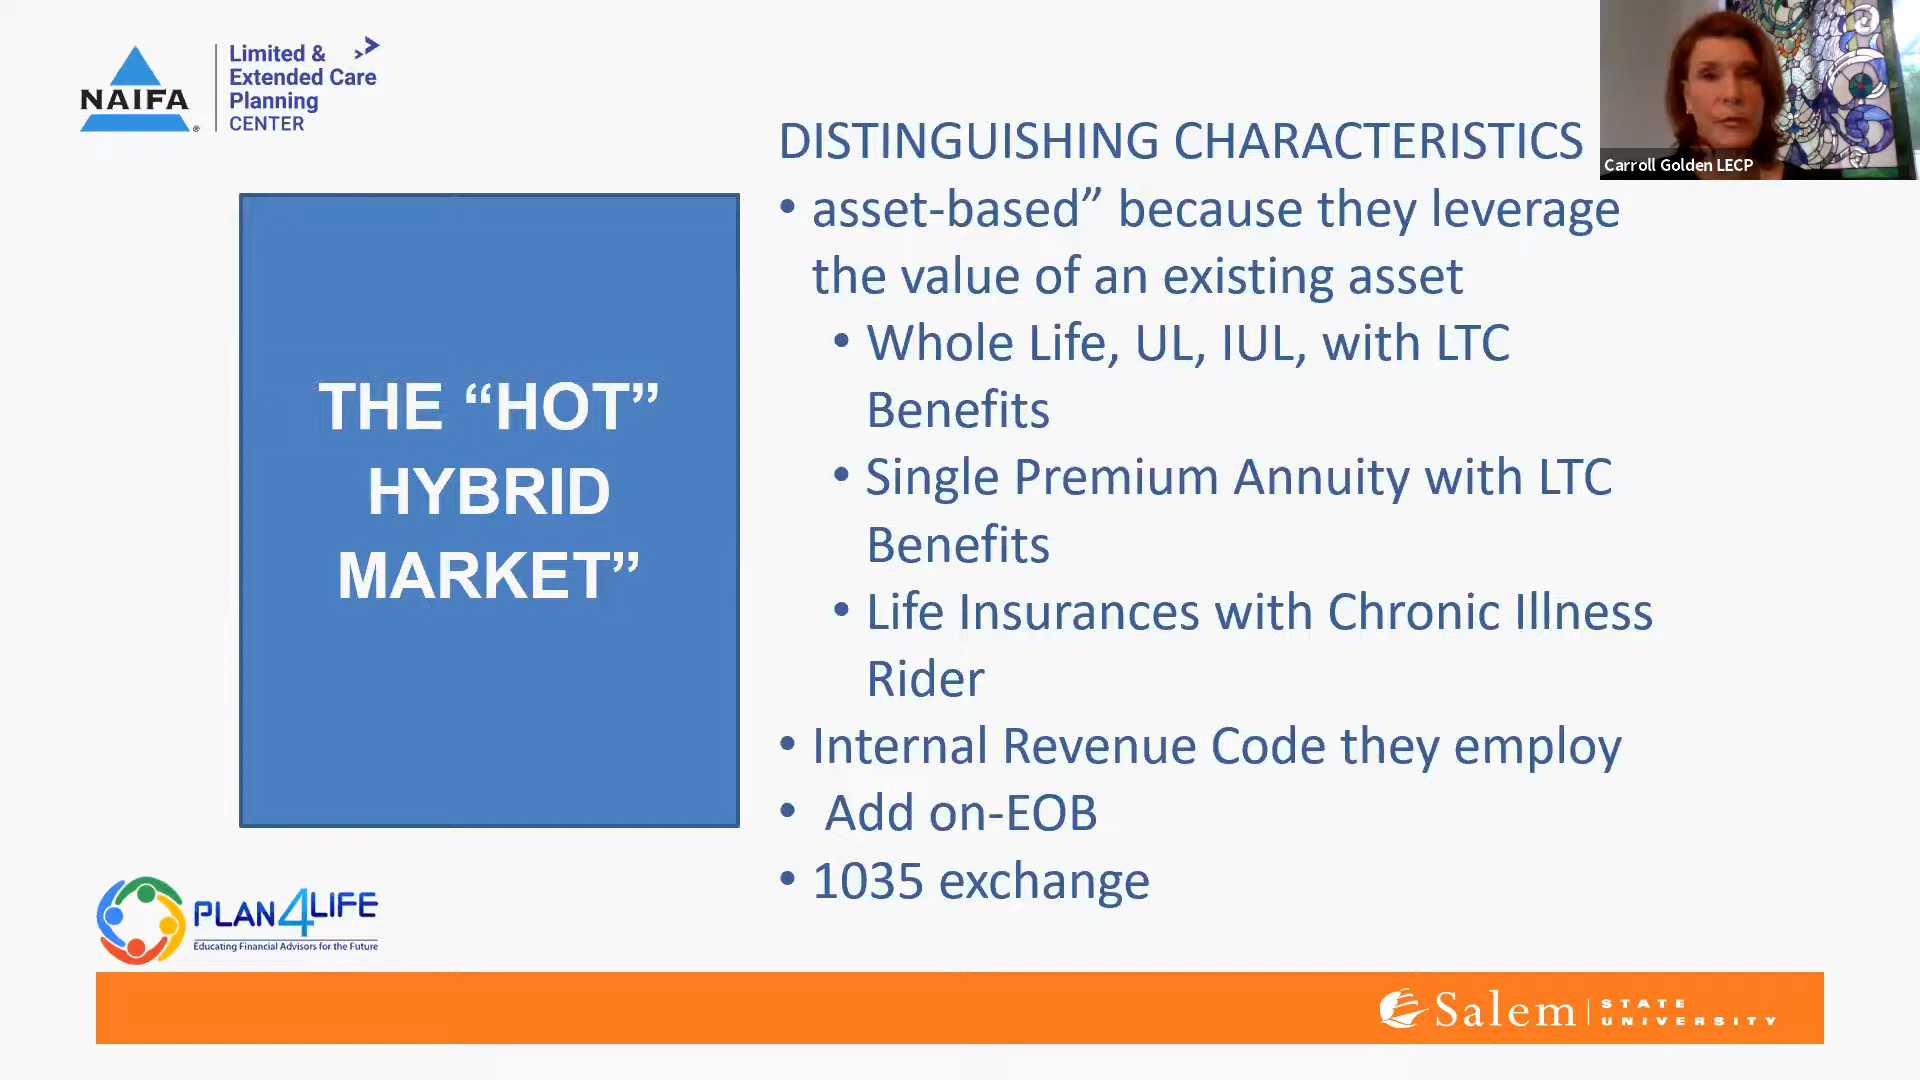 NAIFA®
Limited &
Extended Care
Planning
CENTER
Carroll Golden LECP
THE “HOT”
HYBRID
MARKET”
DISTINGUISHING CHARACTERISTICS
• asset-based” because they leverage
the value of an existing asset
• Whole Life, UL, IUL, with LTC
Benefits
• Single Premium Annuity with LTC
Benefits
• Life Insurances with Chronic Illness
Rider
• Internal Revenue Code they employ
• Add on-EOB
• 1035 exchange
PLAN4LIFE
Educating Financial Advisors for the Future
Salem
STATE
UNIVERSITY